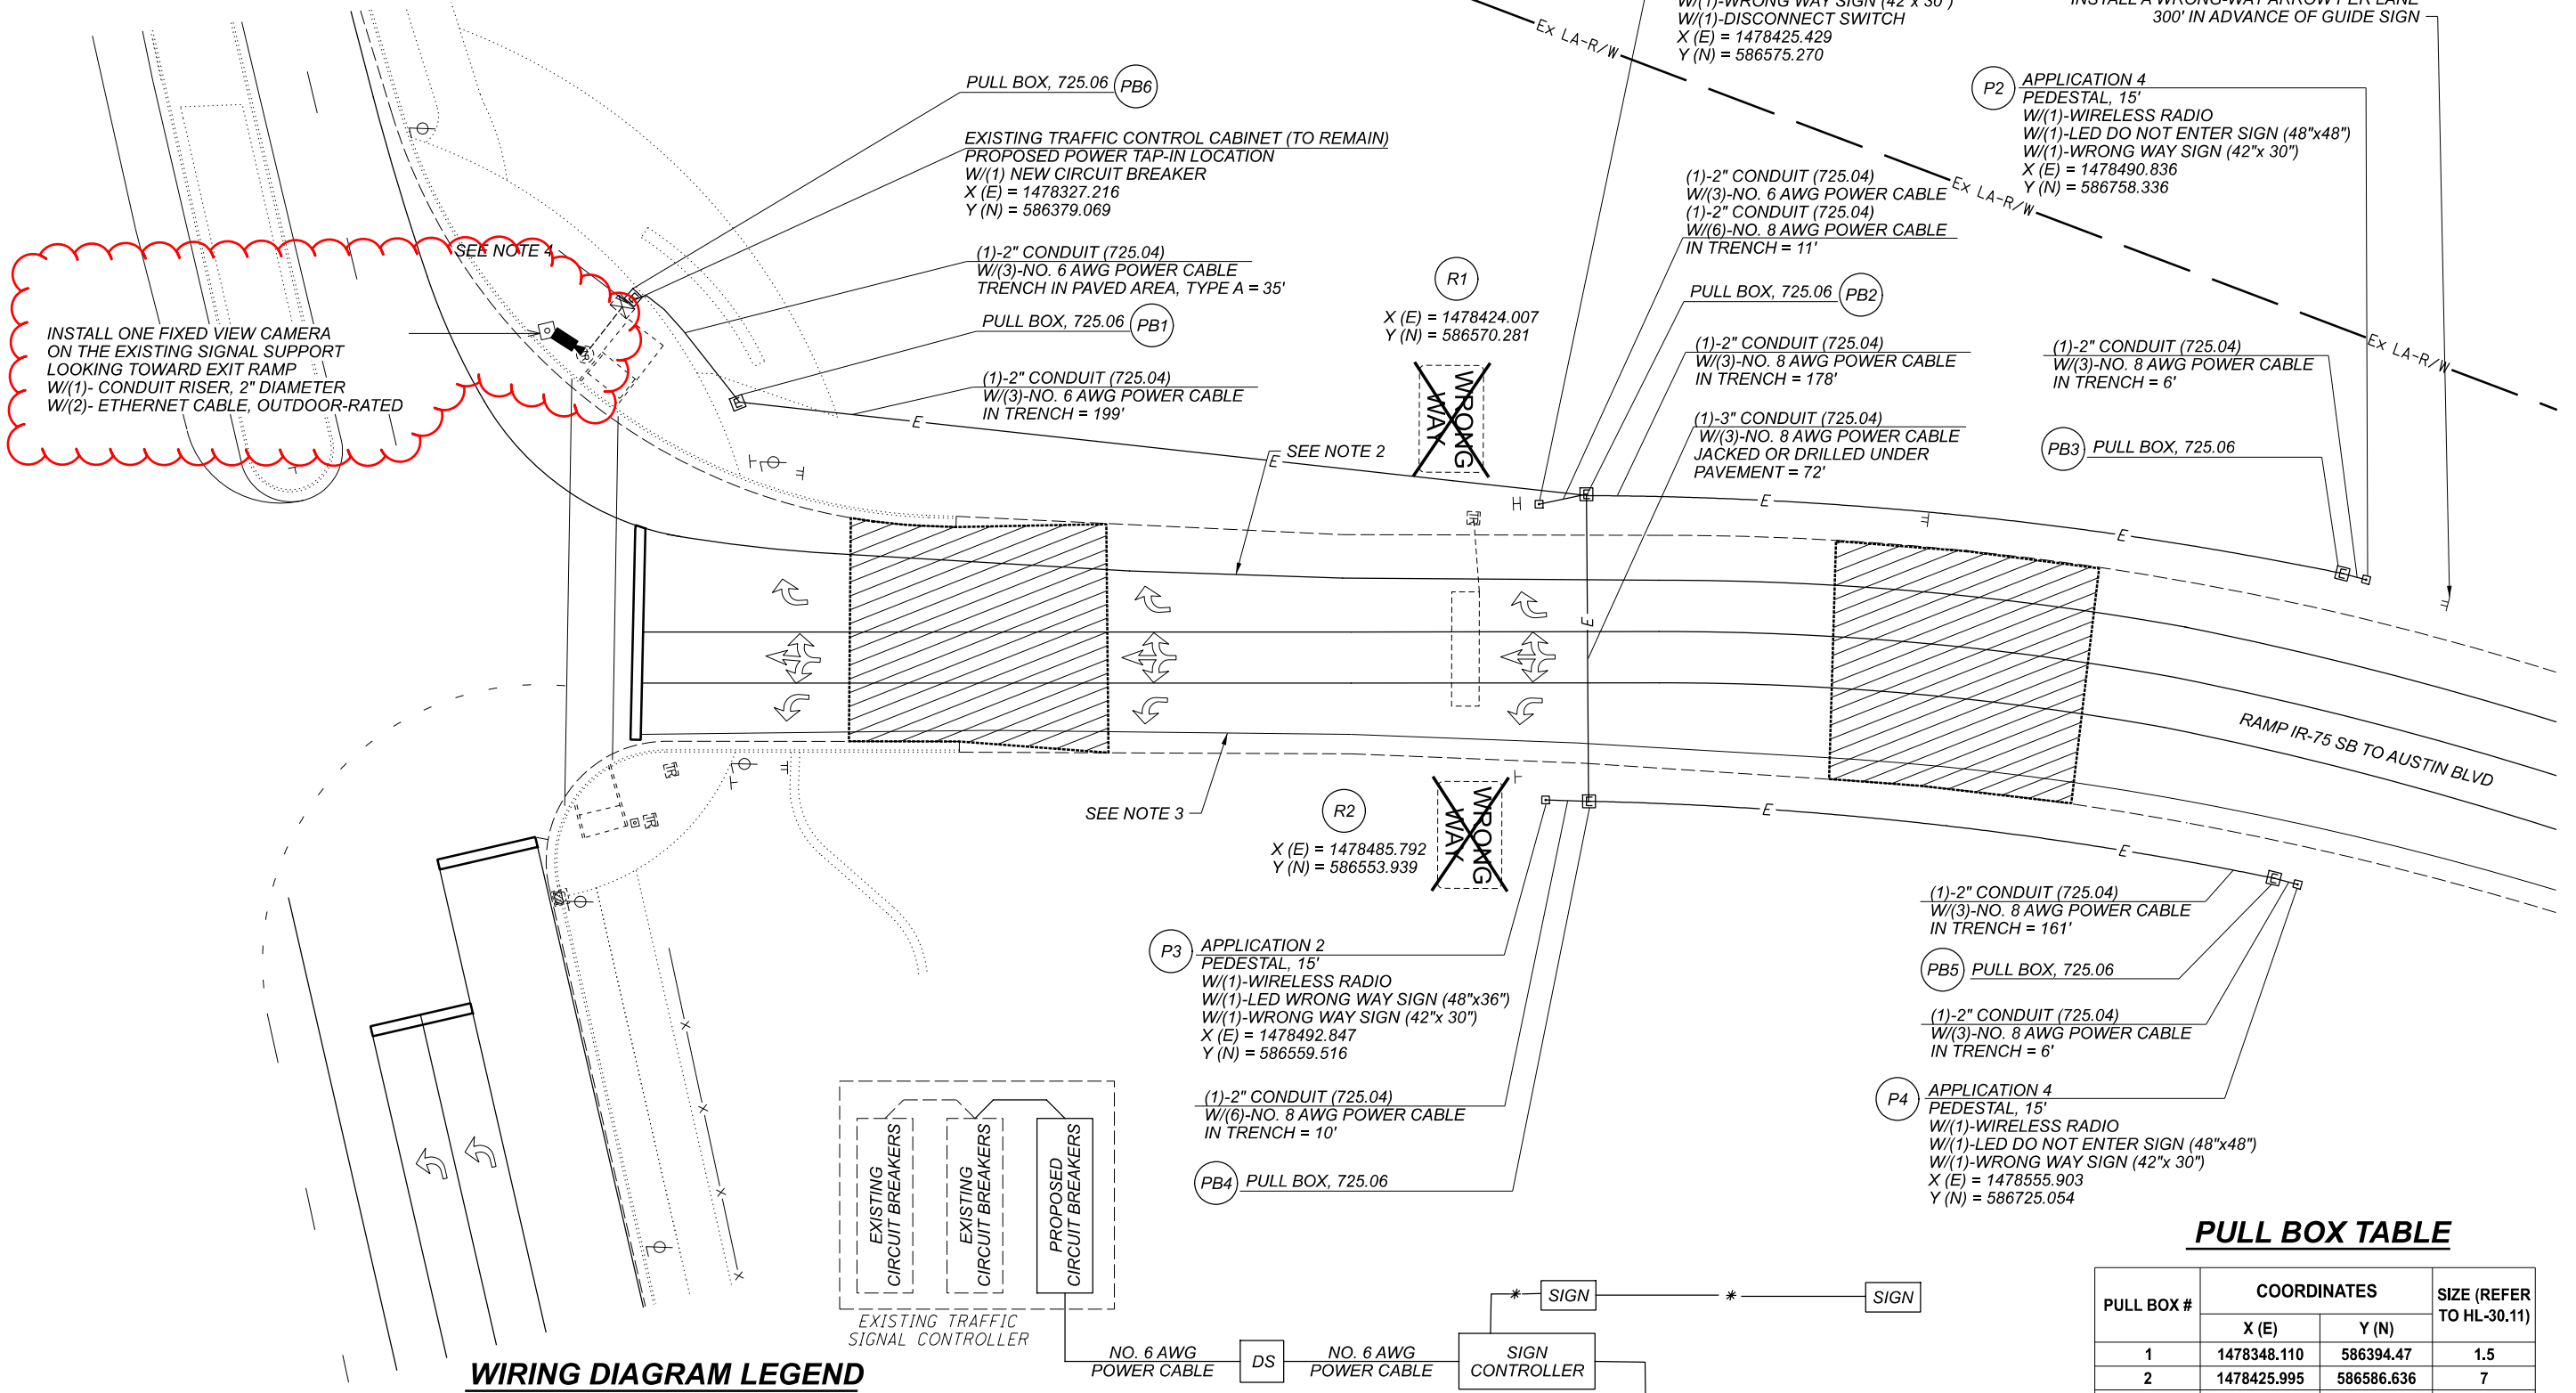 W/(1)-WRONG WAY SIGN (42"x 30")
W/(1)-DISCONNECT SWITCH
X (E) = 1478425.429
Y (N) = 586575.270
INSTALL A WRONG-WAY ARROW PER LANE
300' IN ADVANCE OF GUIDE SIGN
Ex LA-R/W
Ex LA-R/W
Ex LA-R/W
PULL BOX, 725.06 PB6
EXISTING TRAFFIC CONTROL CABINET (TO REMAIN)
PROPOSED POWER TAP-IN LOCATION
W/(1) NEW CIRCUIT BREAKER
X (E) = 1478327.216
Y (N) = 586379.069
P2 APPLICATION 4
PEDESTAL, 15'
W/(1)-WIRELESS RADIO
W/(1)-LED DO NOT ENTER SIGN (48"x48")
W/(1)-WRONG WAY SIGN (42"x 30")
X (E) = 1478490.836
Y (N) = 586758.336
(1)-2" CONDUIT (725.04)
W/(3)-NO. 6 AWG POWER CABLE
(1)-2" CONDUIT (725.04)
W/(6)-NO. 8 AWG POWER CABLE
IN TRENCH = 11'
SEE NOTE 4
(1)-2" CONDUIT (725.04)
W/(3)-NO. 6 AWG POWER CABLE
TRENCH IN PAVED AREA, TYPE A = 35'
PULL BOX, 725.06 PB1
(1)-2" CONDUIT (725.04)
W/(3)-NO. 6 AWG POWER CABLE
IN TRENCH = 199'
INSTALL ONE FIXED VIEW CAMERA
ON THE EXISTING SIGNAL SUPPORT
LOOKING TOWARD EXIT RAMP
W/(1)- CONDUIT RISER, 2" DIAMETER
W/(2)- ETHERNET CABLE, OUTDOOR-RATED
R1
X (E) = 1478424.007
Y (N) = 586570.281
WRONG
WAY
PULL BOX, 725.06 PB2
(1)-2" CONDUIT (725.04)
W/(3)-NO. 8 AWG POWER CABLE
IN TRENCH = 178'
(1)-3" CONDUIT (725.04)
W/(3)-NO. 8 AWG POWER CABLE
JACKED OR DRILLED UNDER
PAVEMENT = 72'
(1)-2" CONDUIT (725.04)
W/(3)-NO. 8 AWG POWER CABLE
IN TRENCH = 6'
PB3 PULL BOX, 725.06
E
E
SEE NOTE 2
E
E
E
E
E
TR
RAMP IR-75 SB TO AUSTIN BLVD
SEE NOTE 3
R2
X (E) = 1478485.792
Y (N) = 586553.939
WRONG
WAY
TR
TR
E
E
E
E
P3 APPLICATION 2
PEDESTAL, 15'
W/(1)-WIRELESS RADIO
W/(1)-LED WRONG WAY SIGN (48"x36")
W/(1)-WRONG WAY SIGN (42"x 30")
X (E) = 1478492.847
Y (N) = 586559.516
(1)-2" CONDUIT (725.04)
W/(6)-NO. 8 AWG POWER CABLE
IN TRENCH = 10'
PB4 PULL BOX, 725.06
(1)-2" CONDUIT (725.04)
W/(3)-NO. 8 AWG POWER CABLE
IN TRENCH = 161'
PB5 PULL BOX, 725.06
(1)-2" CONDUIT (725.04)
W/(3)-NO. 8 AWG POWER CABLE
IN TRENCH = 6'
P4 APPLICATION 4
PEDESTAL, 15'
W/(1)-WIRELESS RADIO
W/(1)-LED DO NOT ENTER SIGN (48"x48")
W/(1)-WRONG WAY SIGN (42"x 30")
X (E) = 1478555.903
Y (N) = 586725.054
x
x
x
x
EXISTING
CIRCUIT BREAKERS
EXISTING
CIRCUIT BREAKERS
PROPOSED
CIRCUIT BREAKERS
EXISTING TRAFFIC
SIGNAL CONTROLLER
NO. 6 AWG
POWER CABLE
DS
NO. 6 AWG
POWER CABLE
SIGN
CONTROLLER
* SIGN * SIGN
WIRING DIAGRAM LEGEND
PULL BOX TABLE
PULL BOX # COORDINATES SIZE (REFER
TO HL-30.11)
X (E) Y (N)
1 1478348.110 586394.47 1.5
2 1478425.995 586586.636 7